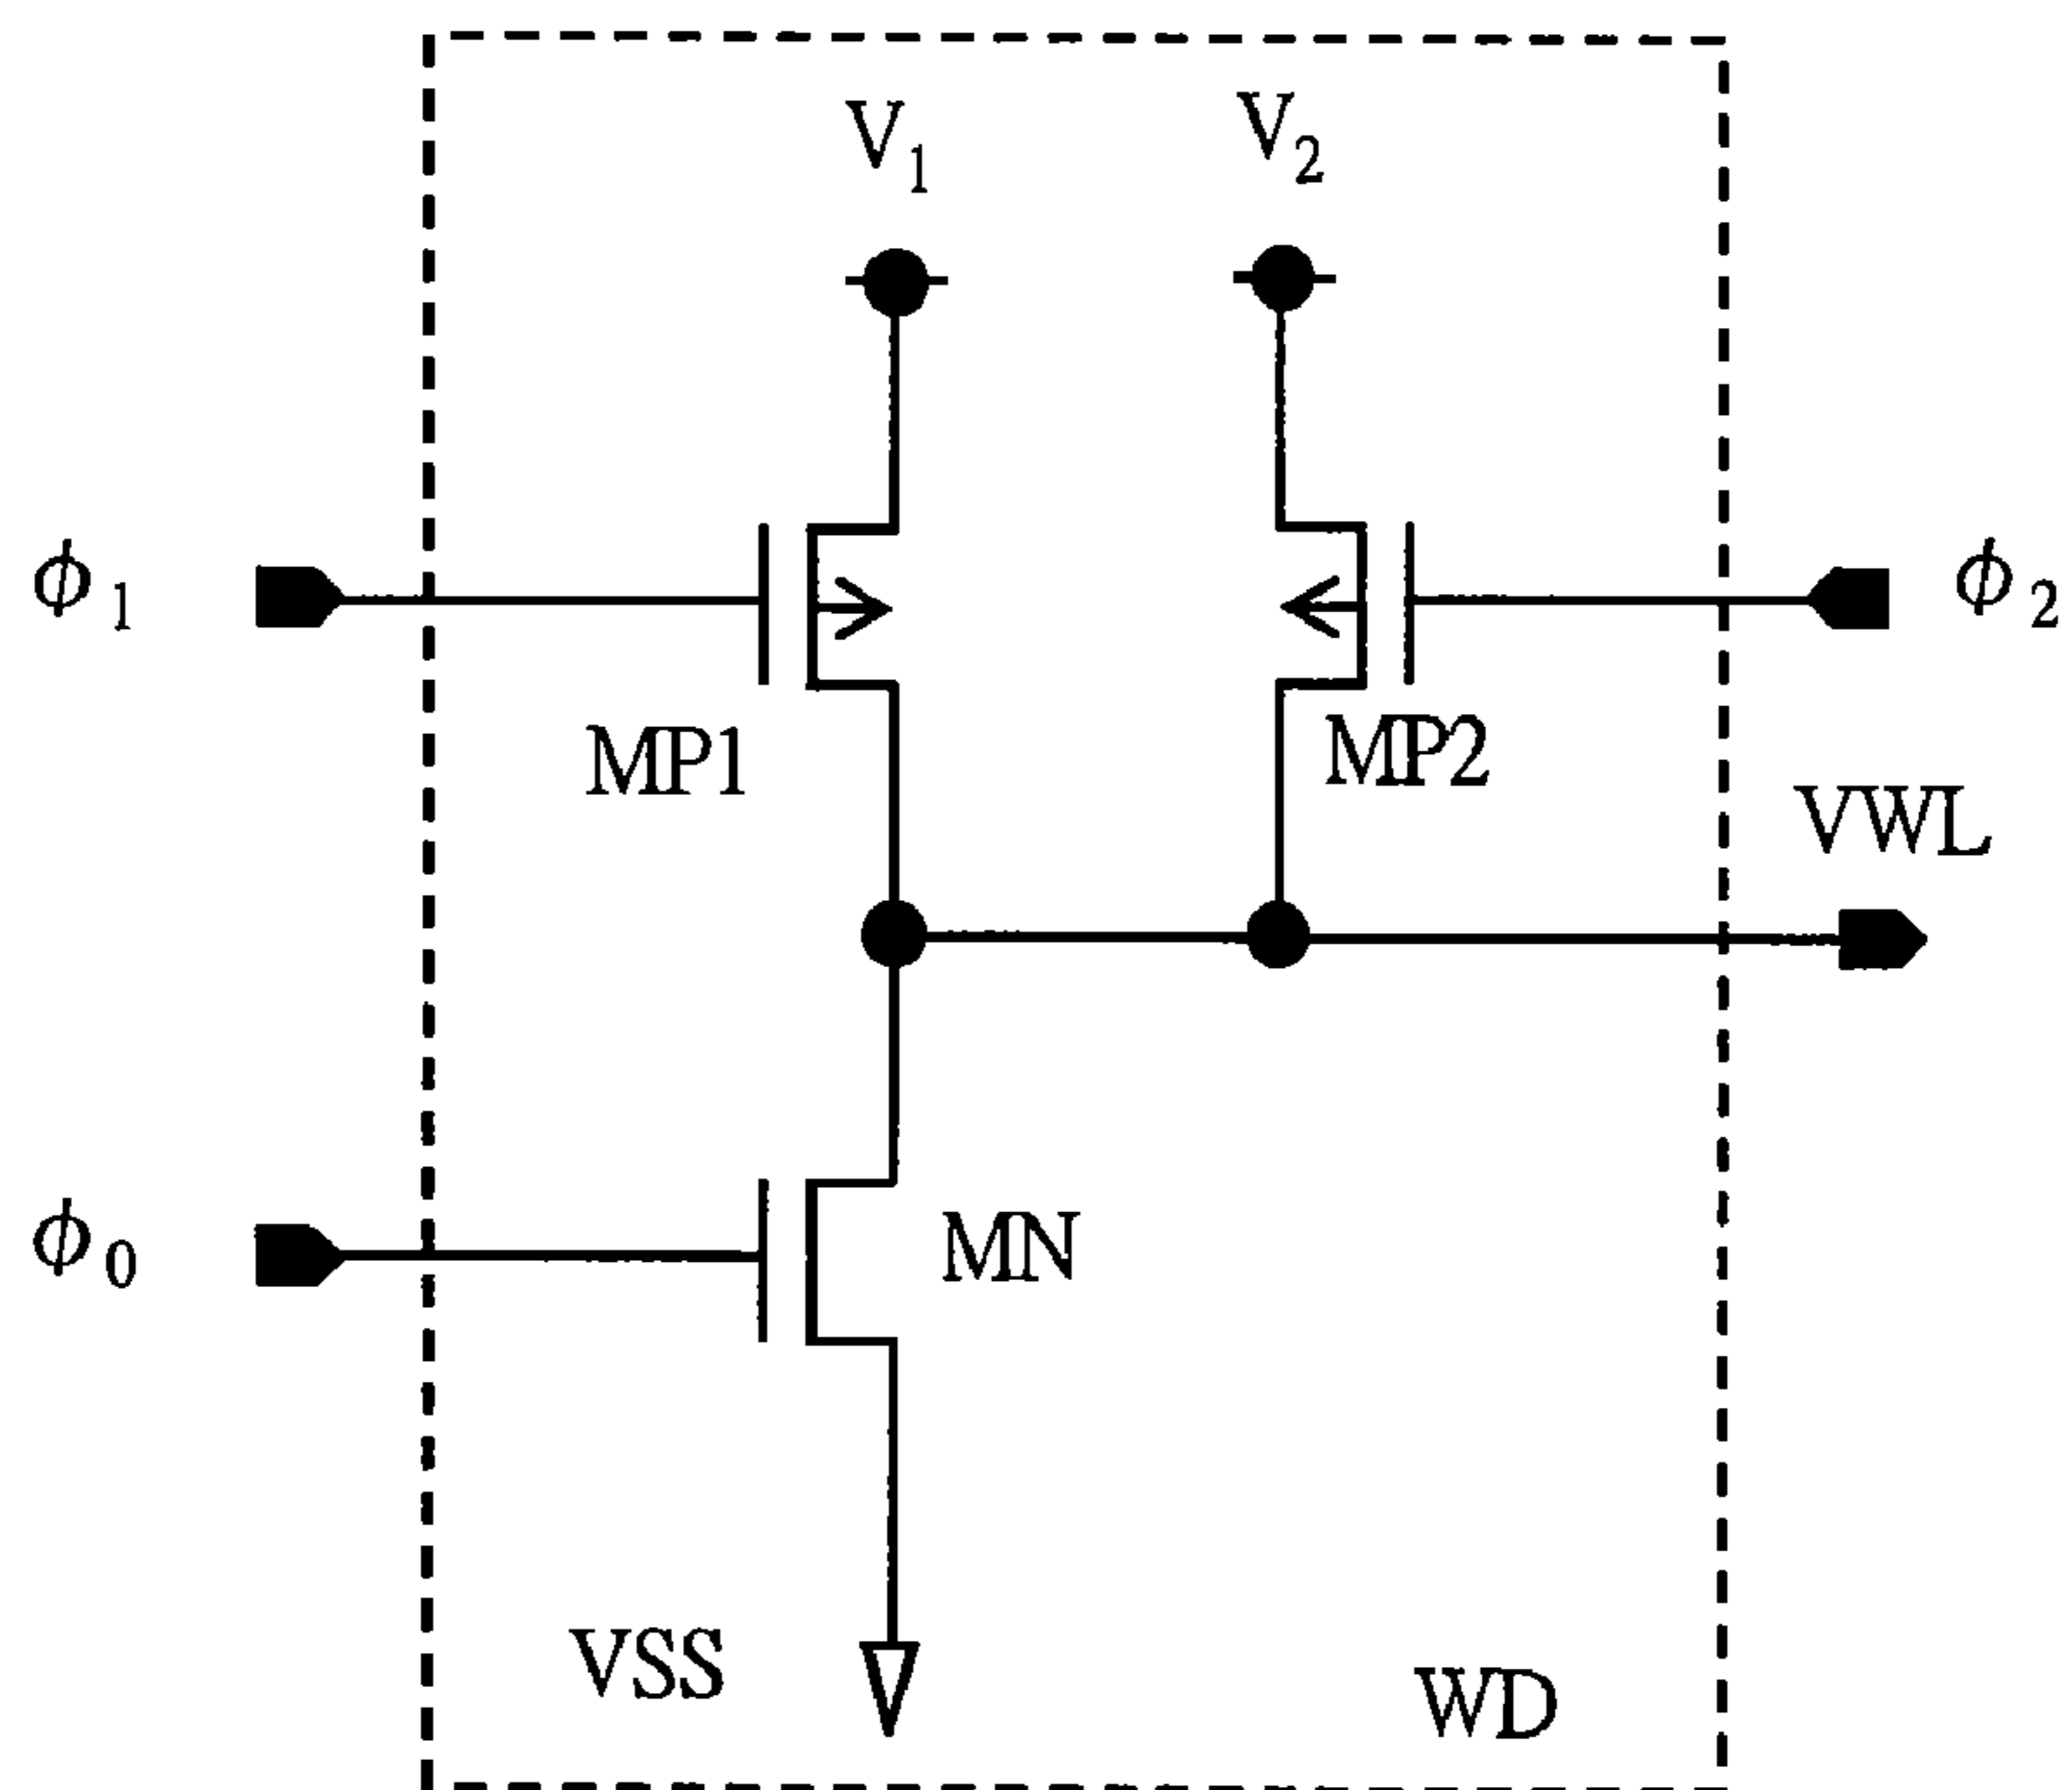 V₁ V₂
ϕ₁ ϕ₂
MP1 MP2
VWL
ϕ₀ MN
VSS WD